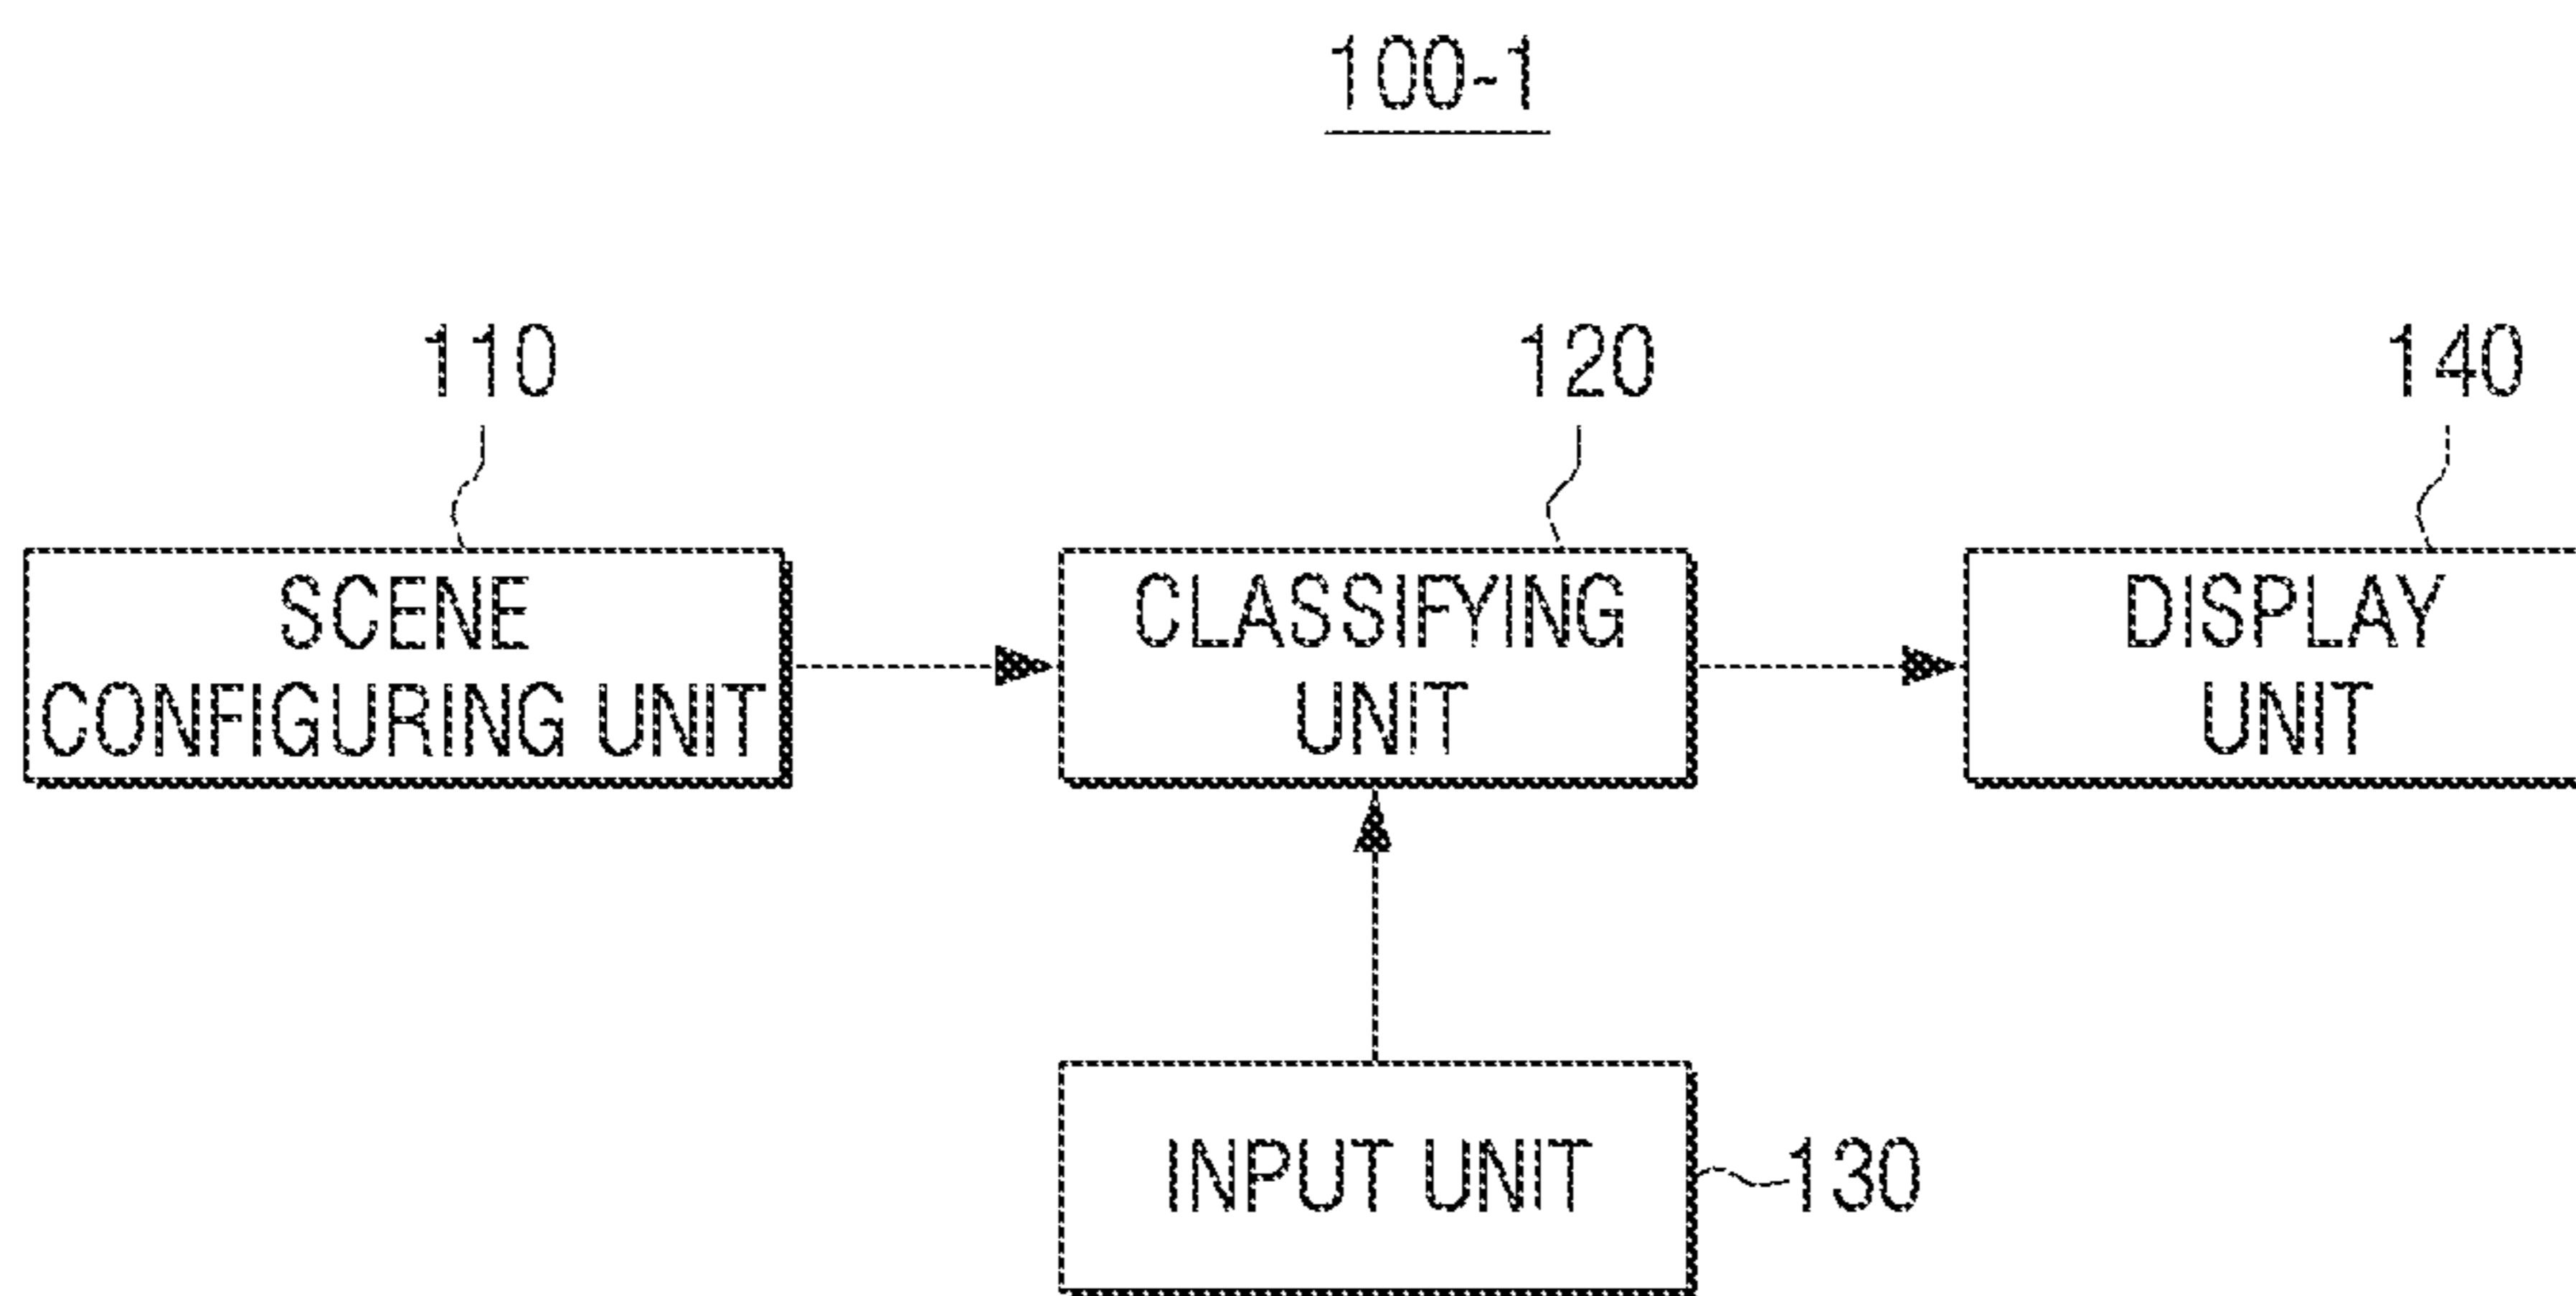 100-1
110
120
140
SCENE
CONFIGURING UNIT
CLASSIFYING
UNIT
DISPLAY
UNIT
INPUT UNIT
130